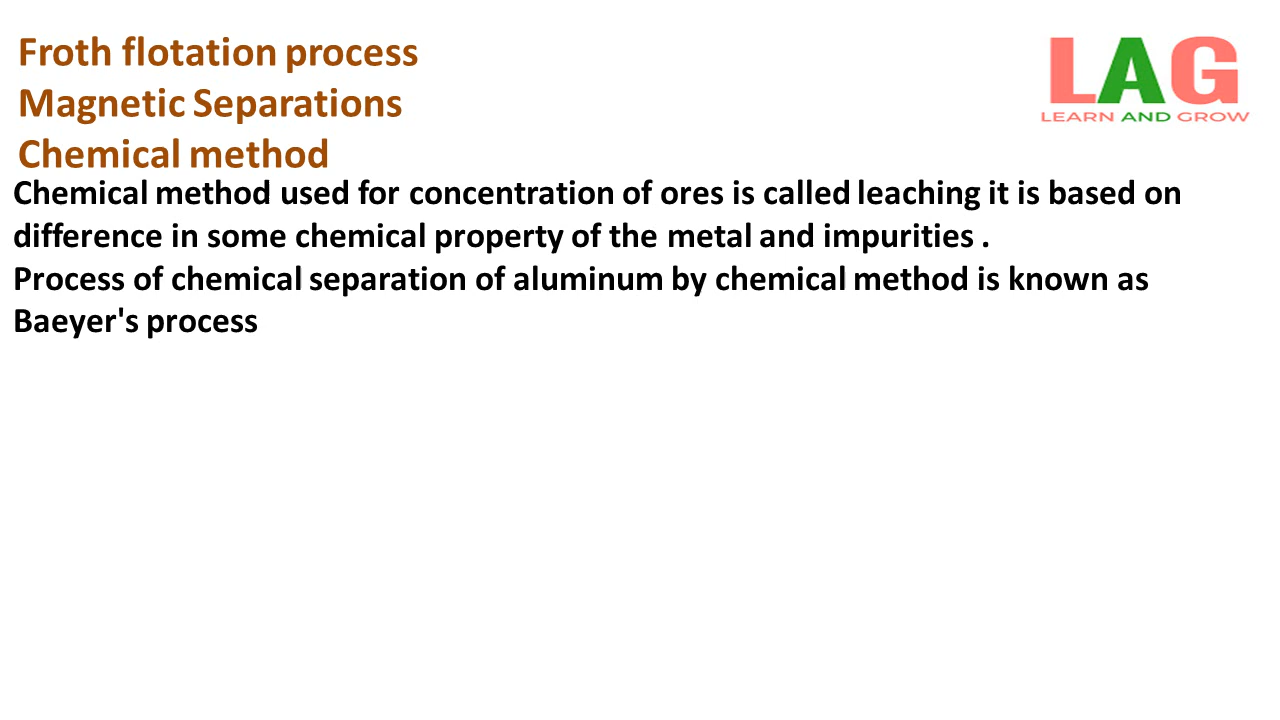 Froth flotation process
Magnetic Separations
Chemical method
LAG
LEARN AND GROW
Chemical method used for concentration of ores is called leaching it is based on
difference in some chemical property of the metal and impurities .
Process of chemical separation of aluminum by chemical method is known as
Baeyer's process